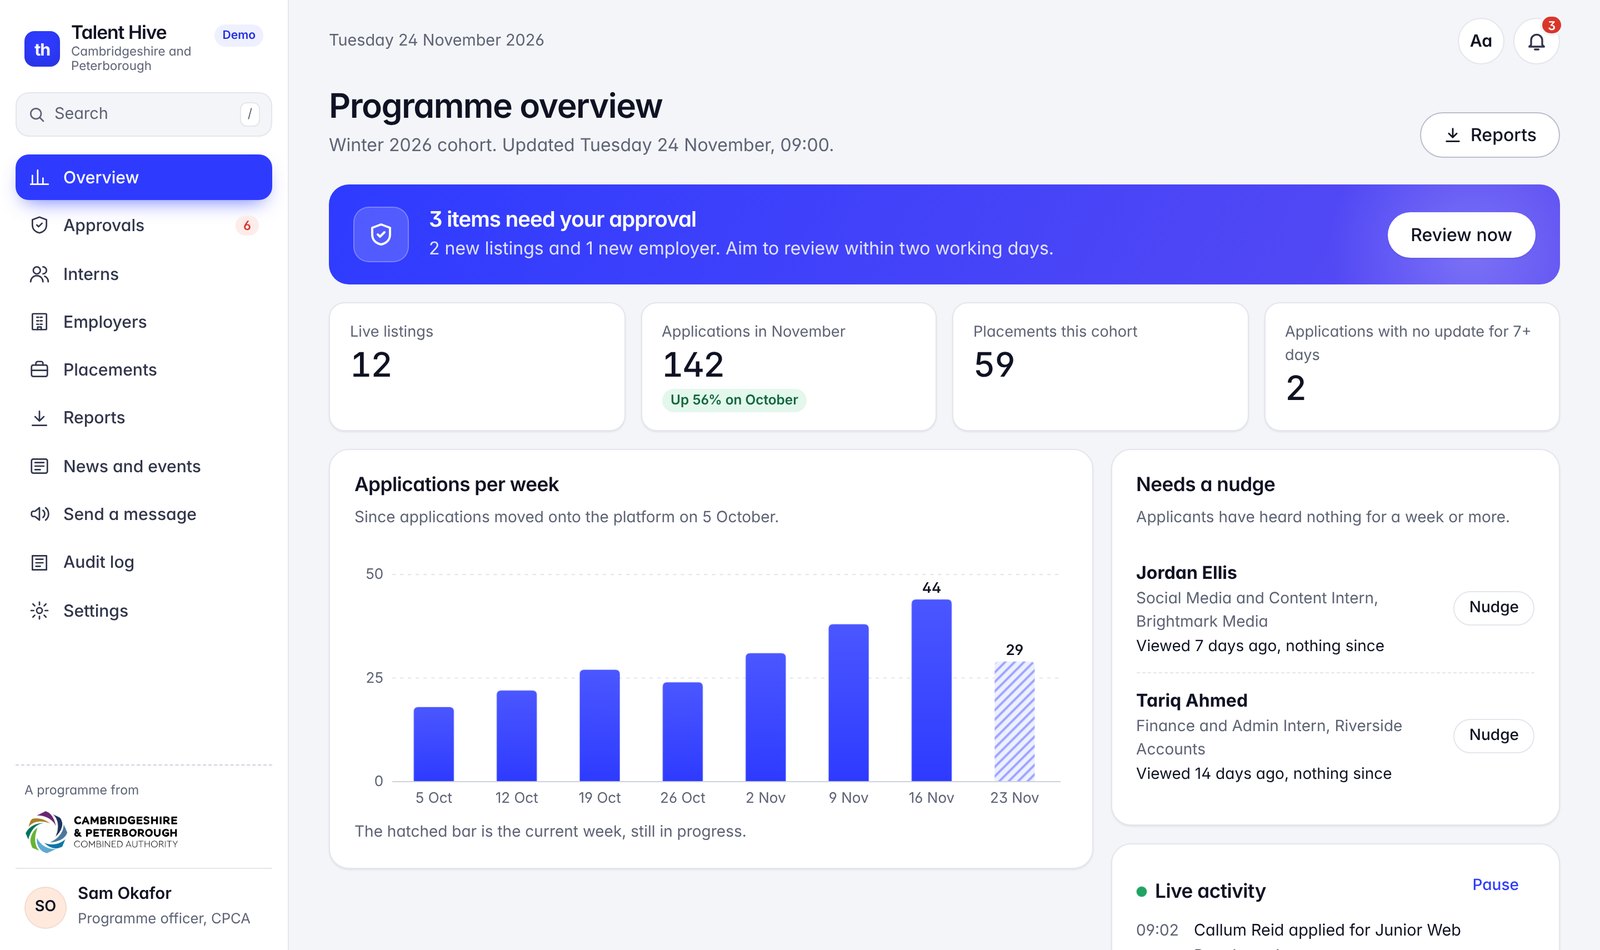 th
Talent Hive
Demo
Cambridgeshire and
Peterborough
Search
/
Overview
Approvals
6
Interns
Employers
Placements
Reports
News and events
Send a message
Audit log
Settings
A programme from
CAMBRIDGESHIRE
& PETERBOROUGH
COMBINED AUTHORITY
SO
Sam Okafor
Programme officer, CPCA
Tuesday 24 November 2026
Aa
3
Programme overview
Winter 2026 cohort. Updated Tuesday 24 November, 09:00.
Reports
3 items need your approval
2 new listings and 1 new employer. Aim to review within two working days.
Review now
Live listings
12
Applications in November
142
Up 56% on October
Placements this cohort
59
Applications with no update for 7+
days
2
Applications per week
Since applications moved onto the platform on 5 October.
50
25
0
44
29
5 Oct
12 Oct
19 Oct
26 Oct
2 Nov
9 Nov
16 Nov
23 Nov
The hatched bar is the current week, still in progress.
Needs a nudge
Applicants have heard nothing for a week or more.
Jordan Ellis
Social Media and Content Intern,
Brightmark Media
Viewed 7 days ago, nothing since
Nudge
Tariq Ahmed
Finance and Admin Intern, Riverside
Accounts
Viewed 14 days ago, nothing since
Nudge
Live activity
Pause
09:02 Callum Reid applied for Junior Web